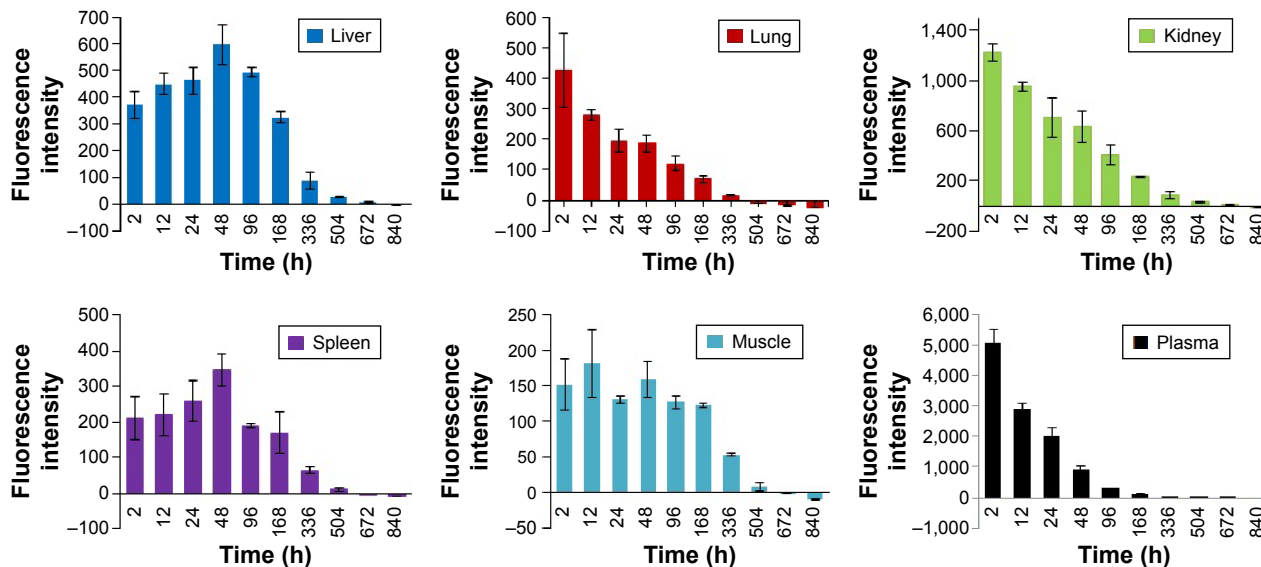 Fluorescence
intensity
700
600
500
400
300
200
100
0
–100
Liver
2 12 24 48 96 168 336 504 672 840
Time (h)
Fluorescence
intensity
600
500
400
300
200
100
0
–100
Lung
2 12 24 48 96 168 336 504 672 840
Time (h)
Fluorescence
intensity
1,400
1,000
600
200
–200
Kidney
2 12 24 48 96 168 336 504 672 840
Time (h)
Fluorescence
intensity
500
400
300
200
100
0
–100
Spleen
2 12 24 48 96 168 336 504 672 840
Time (h)
Fluorescence
intensity
250
200
150
100
50
0
–50
Muscle
2 12 24 48 96 168 336 504 672 840
Time (h)
Fluorescence
intensity
6,000
5,000
4,000
3,000
2,000
1,000
0
–1,000
Plasma
2 12 24 48 96 168 336 504 672 840
Time (h)